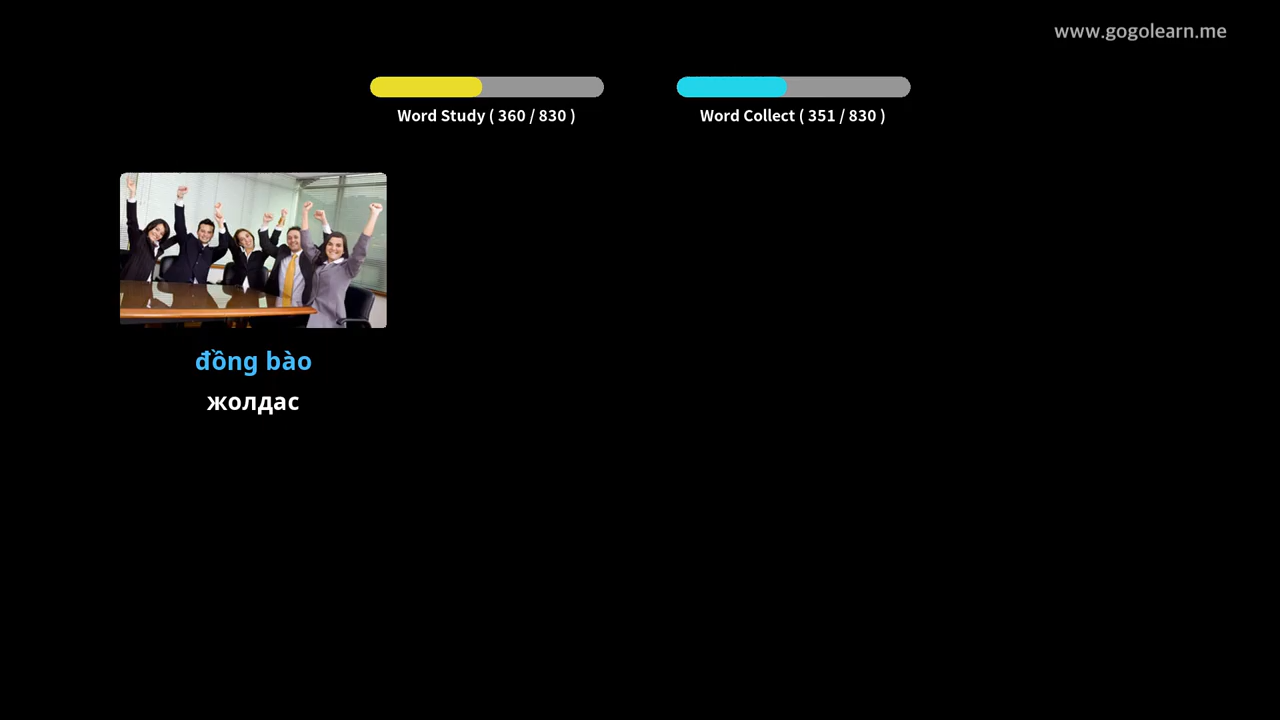 www.gogolearn.me
Word Study ( 360 / 830 )
Word Collect ( 351 / 830 )
đồng bào
жолдас